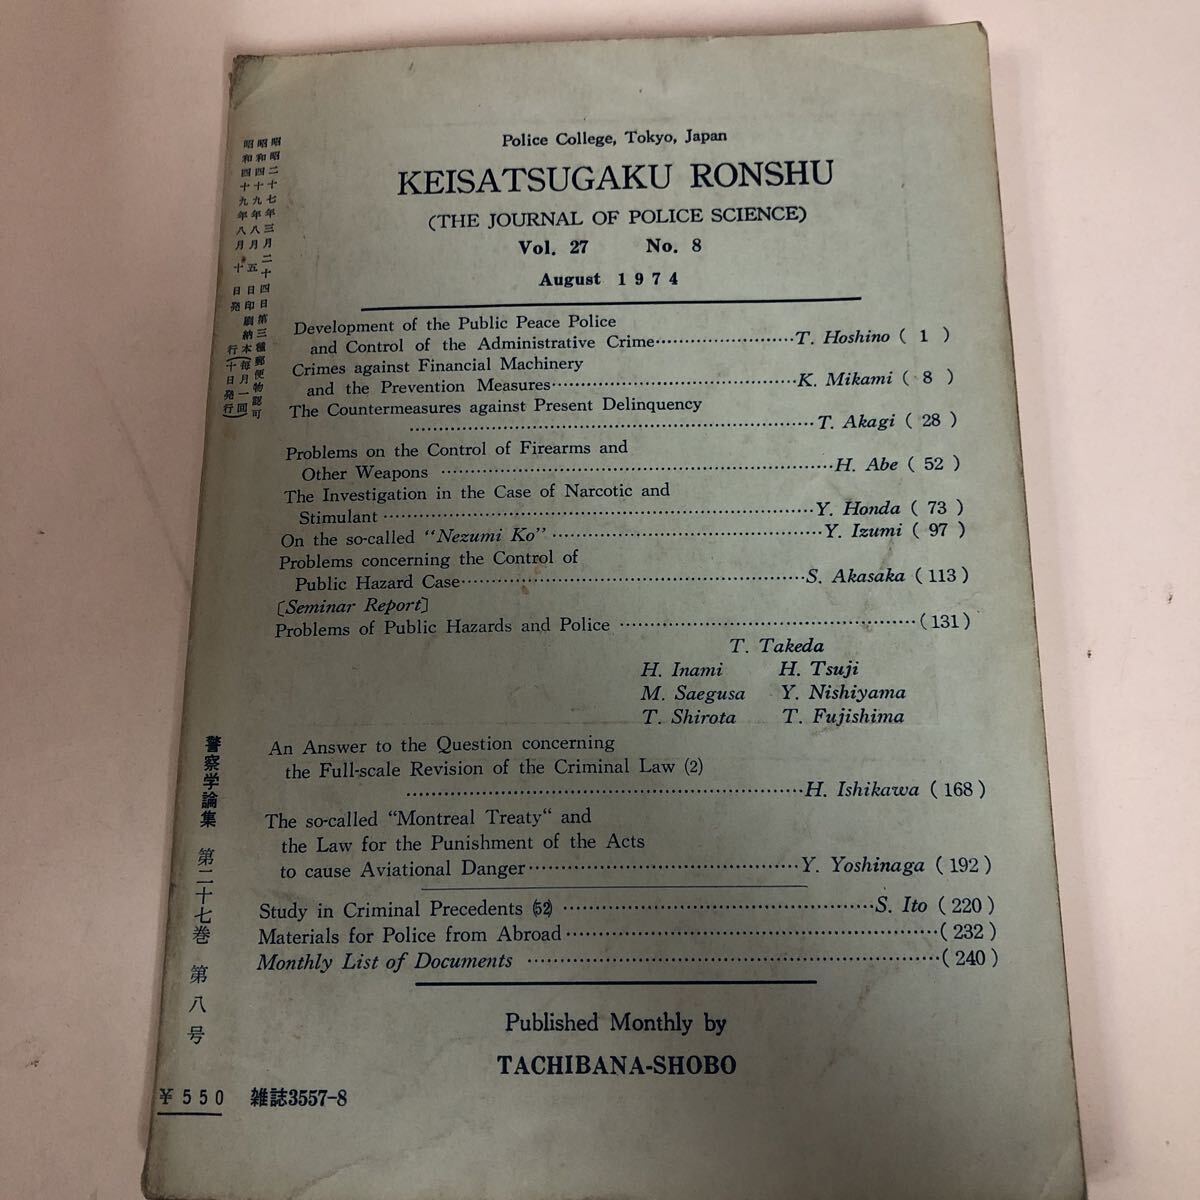 Police College, Tokyo, Japan
KEISATSUGAKU RONSHU
(THE JOURNAL OF POLICE SCIENCE)
Vol. 27 No. 8
August 1974
Development of the Public Peace Police
and Control of the Administrative Crime⋯⋯⋯T. Hoshino ( 1 )
Crimes against Financial Machinery
and the Prevention Measures⋯⋯⋯K. Mikami ( 8 )
The Countermeasures against Present Delinquency
⋯⋯⋯T. Akagi ( 28 )
Problems on the Control of Firearms and
Other Weapons ⋯⋯⋯H. Abe ( 52 )
The Investigation in the Case of Narcotic and
Stimulant⋯⋯⋯Y. Honda ( 73 )
On the so-called “Nezumi Ko”⋯⋯⋯Y. Izumi ( 97 )
Problems concerning the Control of
Public Hazard Case⋯⋯⋯S. Akasaka (113)
〔Seminar Report〕
Problems of Public Hazards and Police ⋯⋯⋯(131)
T. Takeda
H. Inami H. Tsuji
M. Saegusa Y. Nishiyama
T. Shirota T. Fujishima
An Answer to the Question concerning
the Full-scale Revision of the Criminal Law (2)
⋯⋯⋯H. Ishikawa (168)
The so-called “Montreal Treaty“ and
the Law for the Punishment of the Acts
to cause Aviational Danger⋯⋯⋯Y. Yoshinaga (192)
Study in Criminal Precedents (52) ⋯⋯⋯S. Ito (220)
Materials for Police from Abroad⋯⋯⋯(232)
Monthly List of Documents ⋯⋯⋯(240)
Published Monthly by
TACHIBANA-SHOBO
昭昭二十七年三月二十四日第三種郵便物認可
昭和四十九年八月五日印刷納本(毎月一回
昭和四十九年八月十日発行(十日発行)
警察学論集 第二十七巻 第八号
¥550 雑誌3557-8